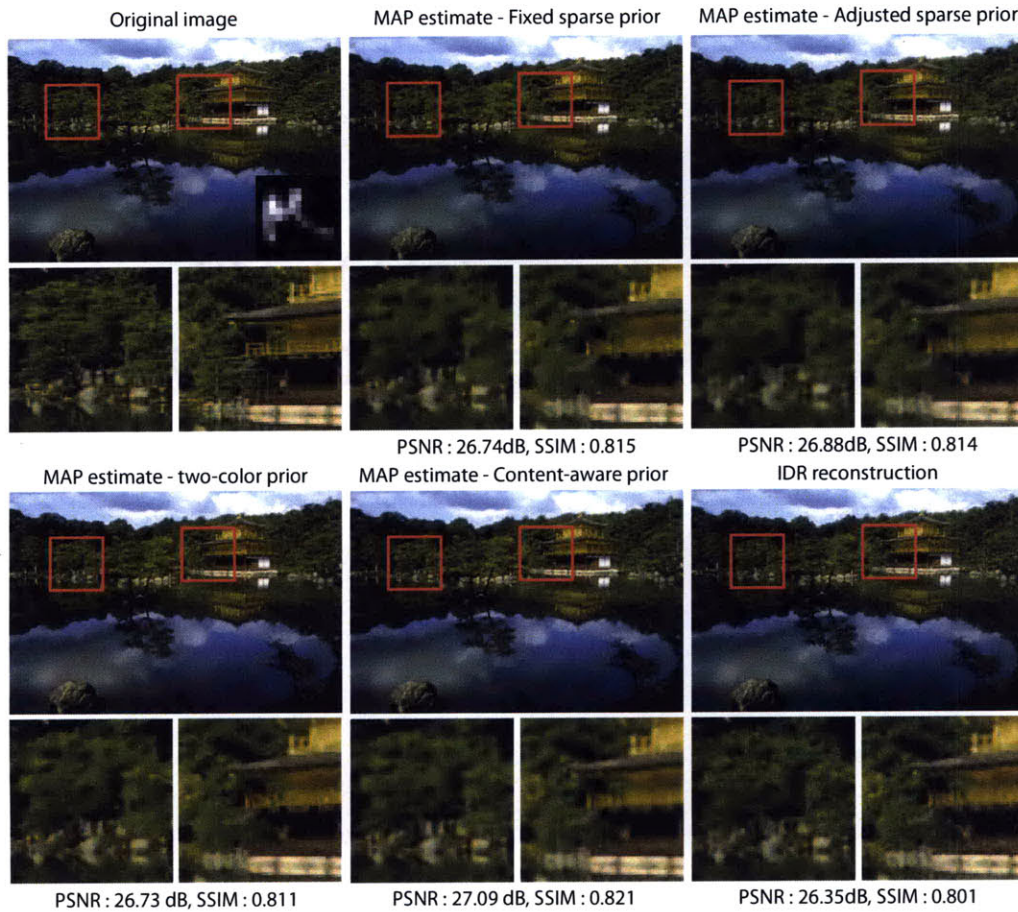 Original image
MAP estimate - Fixed sparse prior
MAP estimate - Adjusted sparse prior
PSNR : 26.74dB, SSIM : 0.815
PSNR : 26.88dB, SSIM : 0.814
MAP estimate - two-color prior
MAP estimate - Content-aware prior
IDR reconstruction
PSNR : 26.73 dB, SSIM : 0.811
PSNR : 27.09 dB, SSIM : 0.821
PSNR : 26.35dB, SSIM : 0.801